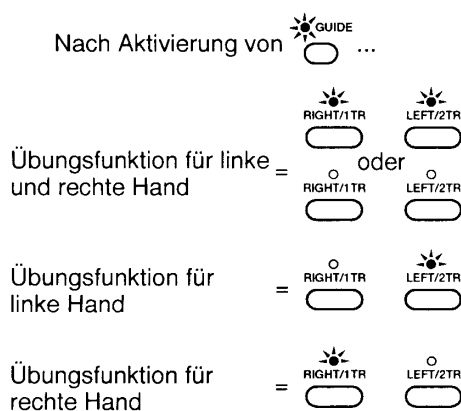 GUIDE
Nach Aktivierung von ...
RIGHT/1TR LEFT/2TR
Übungsfunktion für linke
und rechte Hand = oder
RIGHT/1TR LEFT/2TR
Übungsfunktion für
linke Hand = RIGHT/1TR LEFT/2TR
Übungsfunktion für
rechte Hand = RIGHT/1TR LEFT/2TR